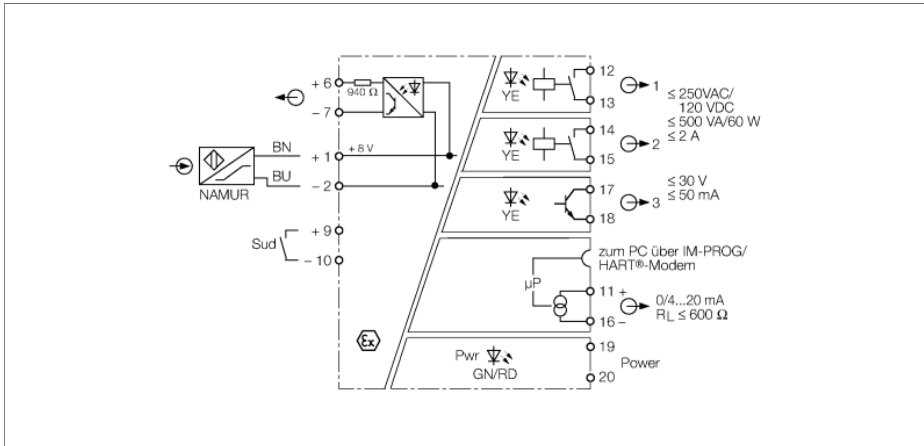 + 6
940 Ω
- 7
BN
+ 1
+ 8 V
BU
- 2
NAMUR
+ 9
Sud
- 10
εx
12
1
YE
13
≤ 250VAC/
120 VDC
≤ 500 VA/60 W
≤ 2 A
14
2
YE
15
17
≤ 30 V
≤ 50 mA
3
YE
18
zum PC über IM-PROG/
HART®-Modem
µP
11 +
0/4...20 mA
RL ≤ 600 Ω
16 –
19
Pwr
Power
GN/RD
20